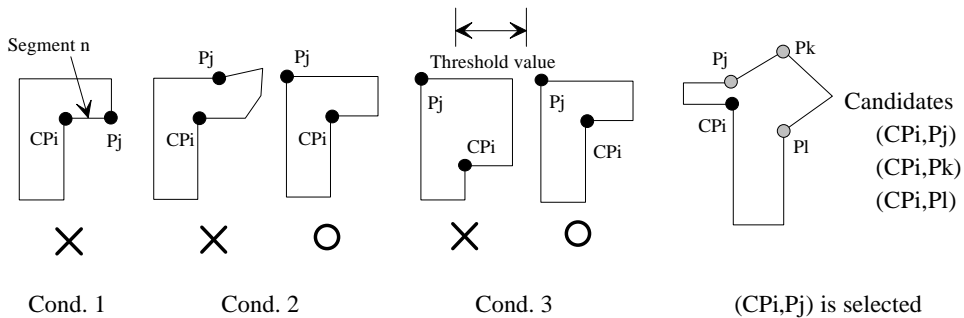 Segment n
CPi
Pj
Cond. 1
Pj
CPi
Pj
CPi
Cond. 2
Threshold value
Pj
CPi
Pj
CPi
Cond. 3
Pj
Pk
CPi
Pl
Candidates
(CPi,Pj)
(CPi,Pk)
(CPi,Pl)
(CPi,Pj) is selected